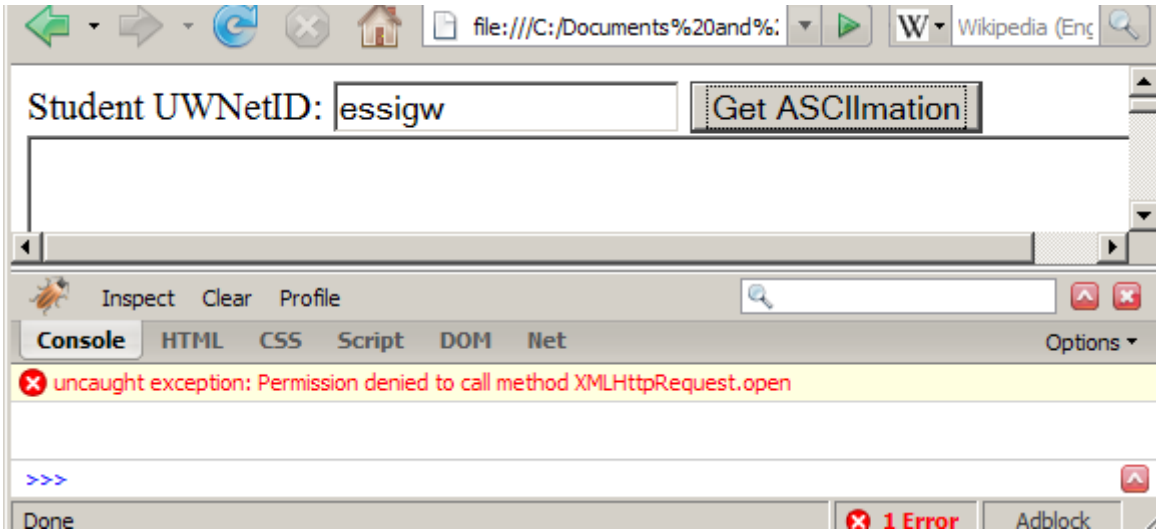 file:///C:/Documents%20and%: W Wikipedia (Eng
Student UWNetID: essigw Get ASCIImation
Inspect Clear Profile
Console HTML CSS Script DOM Net Options
uncaught exception: Permission denied to call method XMLHttpRequest.open
>>>
Done 1 Error Adblock